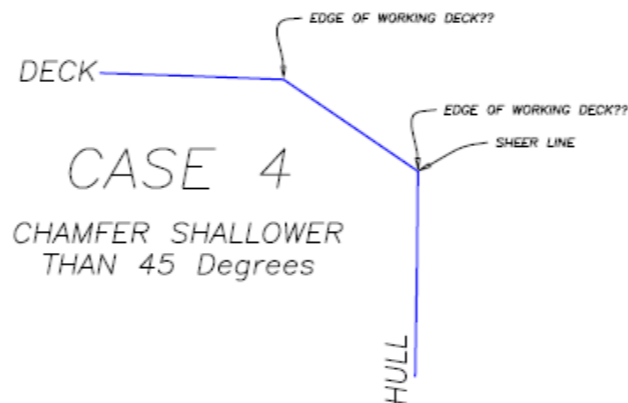 EDGE OF WORKING DECK??
DECK
EDGE OF WORKING DECK??
SHEER LINE
CASE 4
CHAMFER SHALLOWER
THAN 45 Degrees
HULL